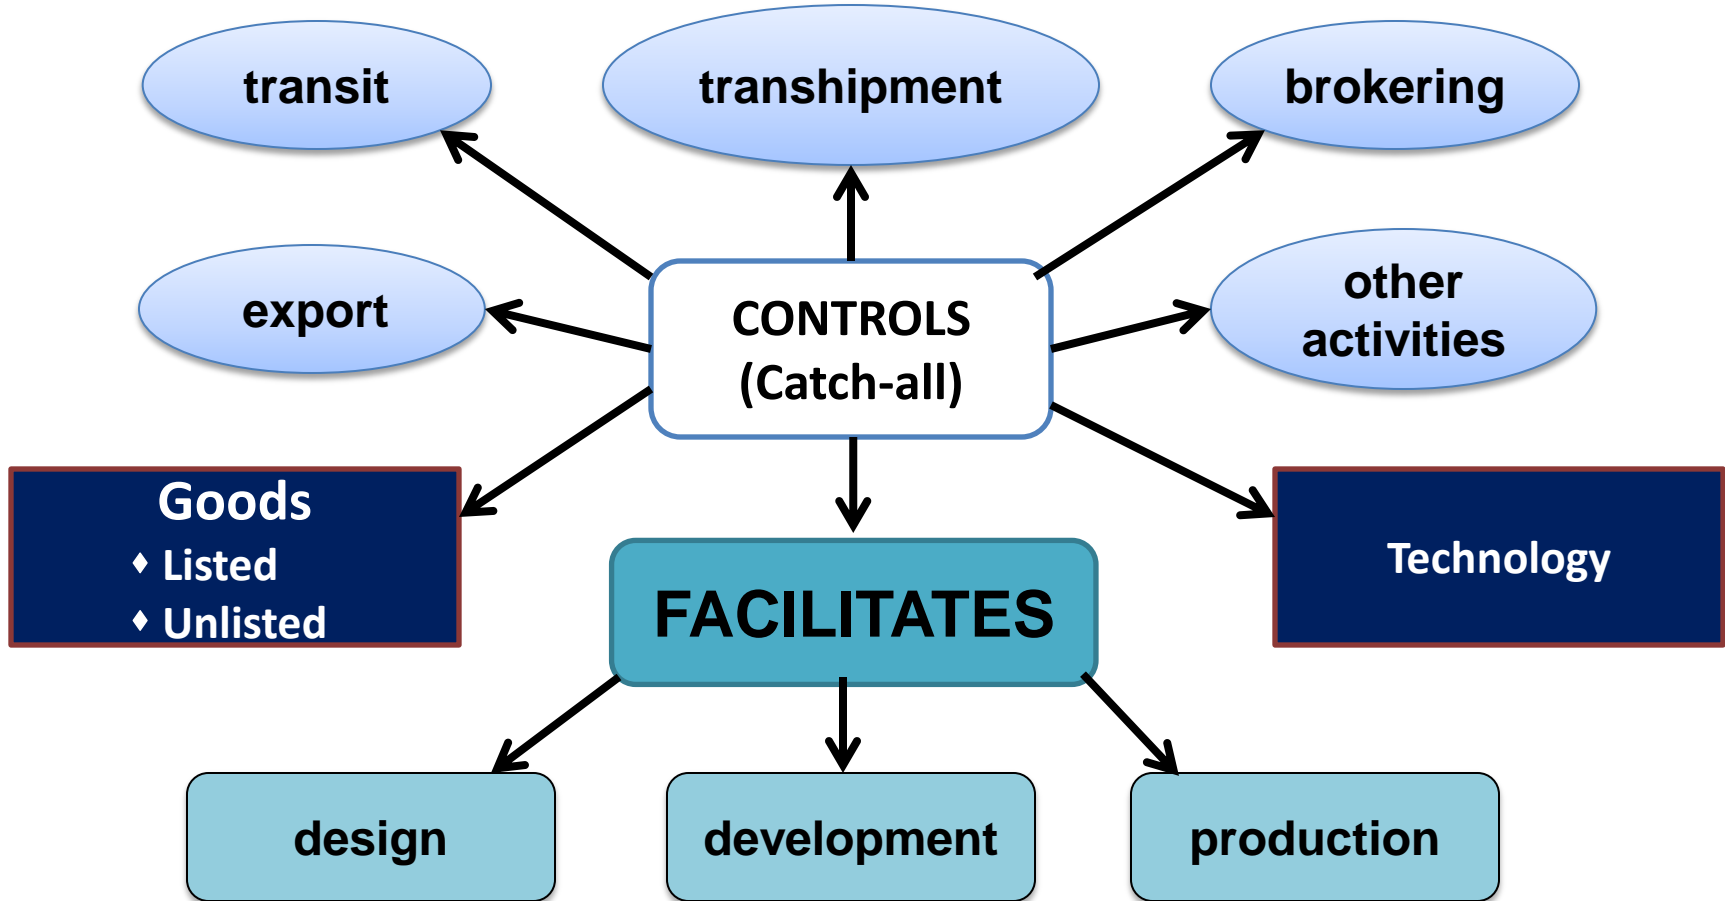 transit
transhipment
brokering
export
CONTROLS
(Catch-all)
other
activities
Goods
♦ Listed
♦ Unlisted
FACILITATES
Technology
design
development
production